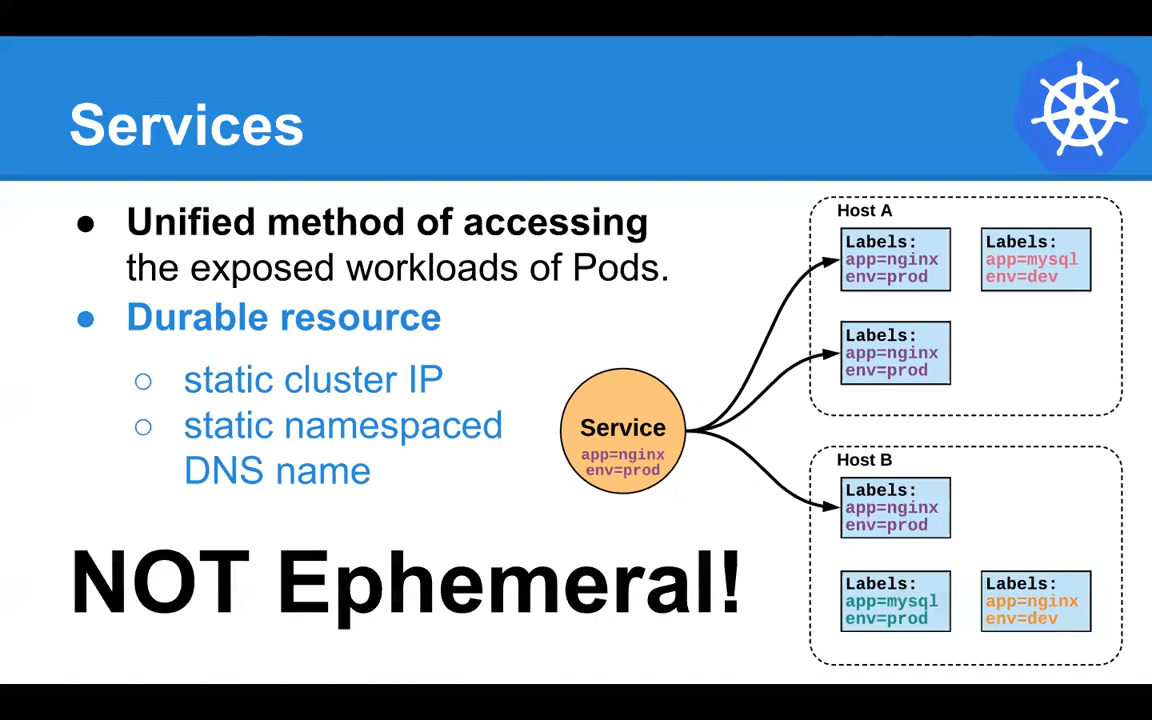 Services
● Unified method of accessing
the exposed workloads of Pods.
● Durable resource
○ static cluster IP
○ static namespaced
DNS name
NOT Ephemeral!
Service
app=nginx
env=prod
Host A
Labels:
app=nginx
env=prod
Labels:
app=mysql
env=dev
Labels:
app=nginx
env=prod
Host B
Labels:
app=nginx
env=prod
Labels:
app=mysql
env=prod
Labels:
app=nginx
env=dev